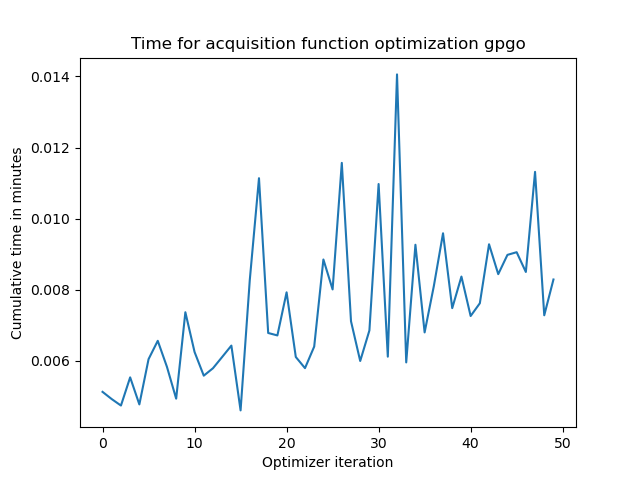 Time for acquisition function optimization gpgo
0.014
0.012
0.010
0.008
0.006
Cumulative time in minutes
0 10 20 30 40 50
Optimizer iteration